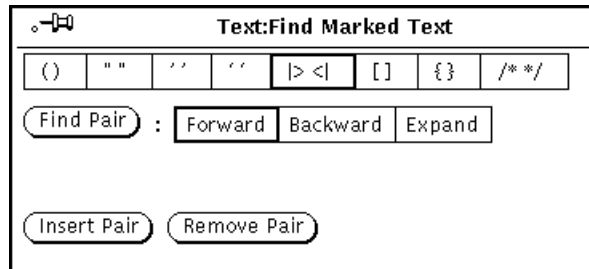 Text:Find Marked Text
() " " ′ ′ ‘ ‘ |> <| [] {} /* */
Find Pair : Forward Backward Expand
Insert Pair Remove Pair